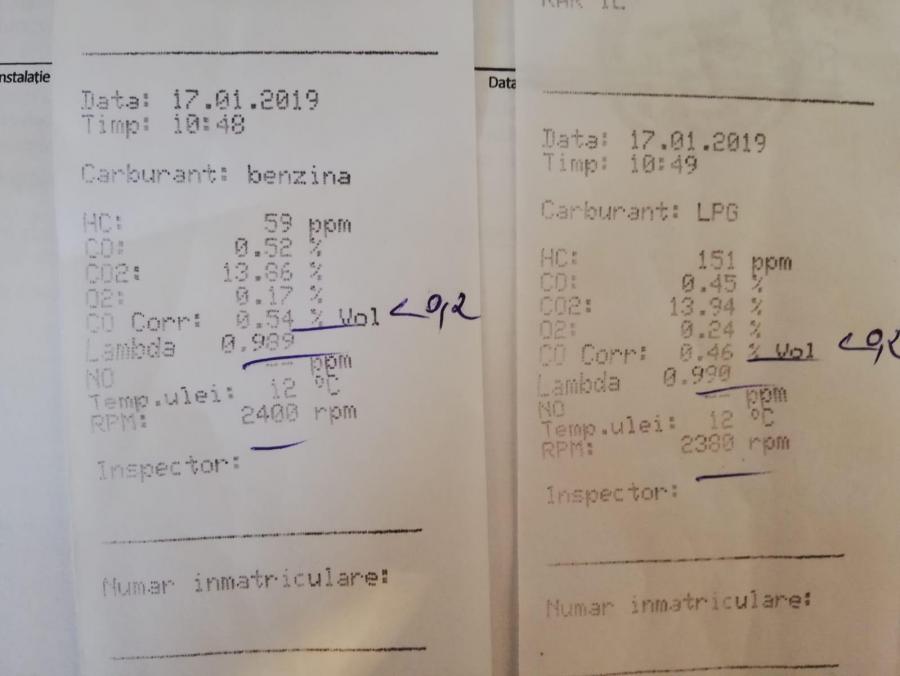 nstalație
Data: 17.01.2019
Timp: 10:48
Carburant: benzina
HC: 59 ppm
CO: 0.52 %
CO2: 13.86 %
O2: 0.17 %
CO Corr: 0.54 % Vol <0,2
Lambda 0.989
NO -- ppm
Temp.ulei: 12 °C
RPM: 2400 rpm
Inspector:
Numar inmatriculare:
Data
Data: 17.01.2019
Timp: 10:49
Carburant: LPG
HC: 151 ppm
CO: 0.45 %
CO2: 13.94 %
O2: 0.24 %
CO Corr: 0.46 % Vol <0,2
Lambda 0.990
NO -- ppm
Temp.ulei: 12 °C
RPM: 2380 rpm
Inspector:
Numar inmatriculare: